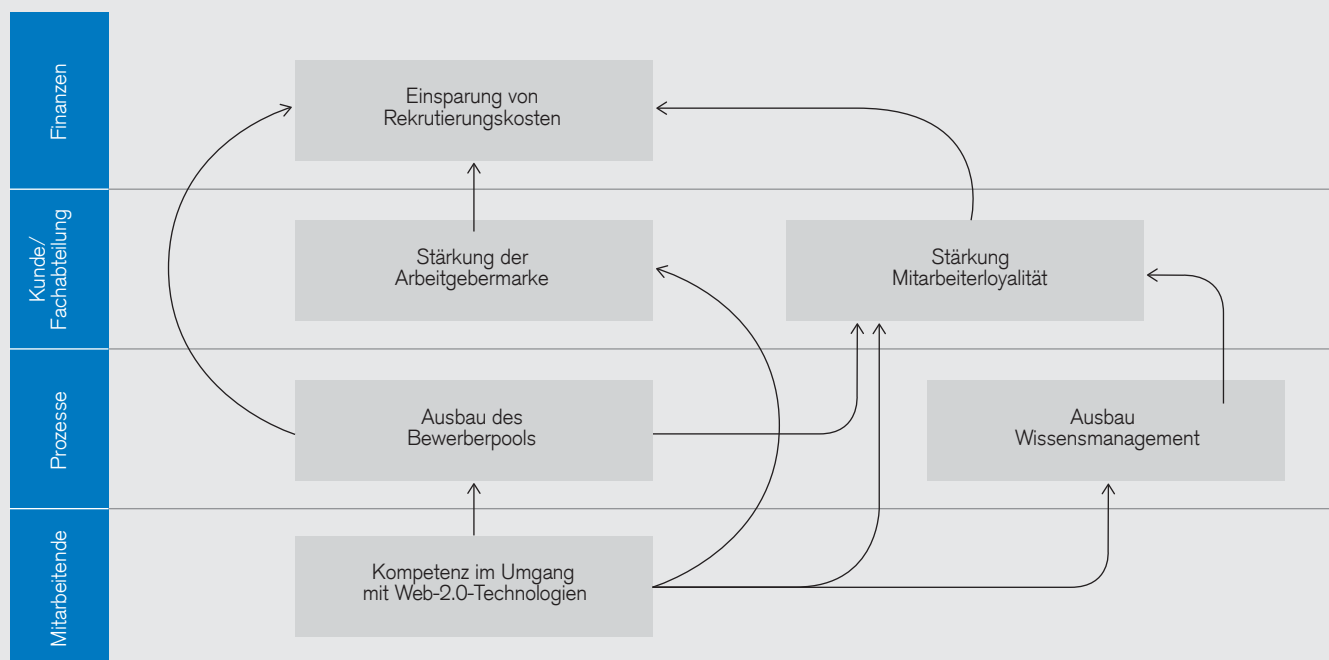 Finanzen
Einsparung von
Rekrutierungskosten
Kunde/
Fachabteilung
Stärkung der
Arbeitgebermarke
Stärkung
Mitarbeiterloyalität
Prozesse
Ausbau des
Bewerberpools
Ausbau
Wissensmanagement
Mitarbeitende
Kompetenz im Umgang
mit Web-2.0-Technologien